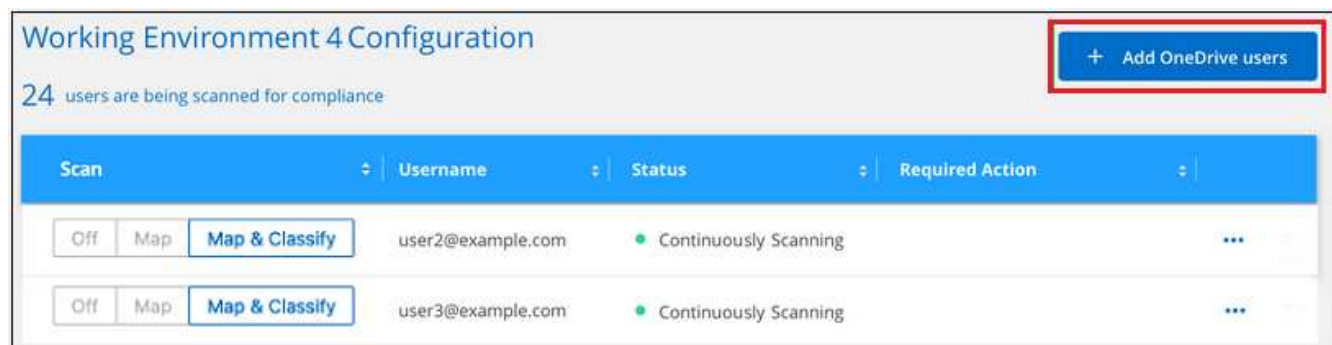 Working Environment 4 Configuration
+ Add OneDrive users
24 users are being scanned for compliance
Scan Username Status Required Action
Off Map Map & Classify user2@example.com Continuously Scanning ...
Off Map Map & Classify user3@example.com Continuously Scanning ...